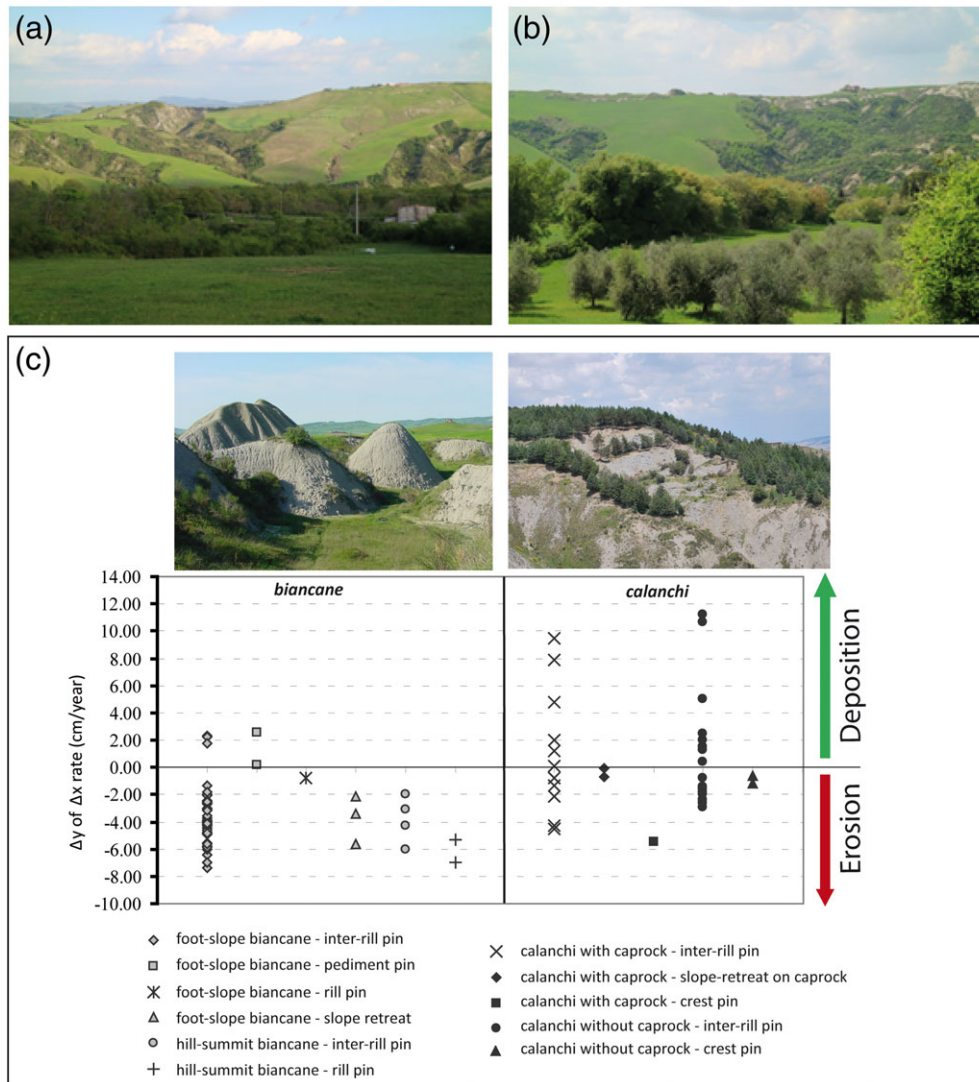 (a)
(b)
(c)
biancane
calanchi
14.00
12.00
10.00
8.00
6.00
4.00
2.00
0.00
-2.00
-4.00
-6.00
-8.00
-10.00
Δy of Δx rate (cm/year)
Deposition
Erosion
foot-slope biancane - inter-rill pin
foot-slope biancane - pediment pin
foot-slope biancane - rill pin
foot-slope biancane - slope retreat
hill-summit biancane - inter-rill pin
hill-summit biancane - rill pin
calanchi with caprock - inter-rill pin
calanchi with caprock - slope-retreat on caprock
calanchi with caprock - crest pin
calanchi without caprock - inter-rill pin
calanchi without caprock - crest pin